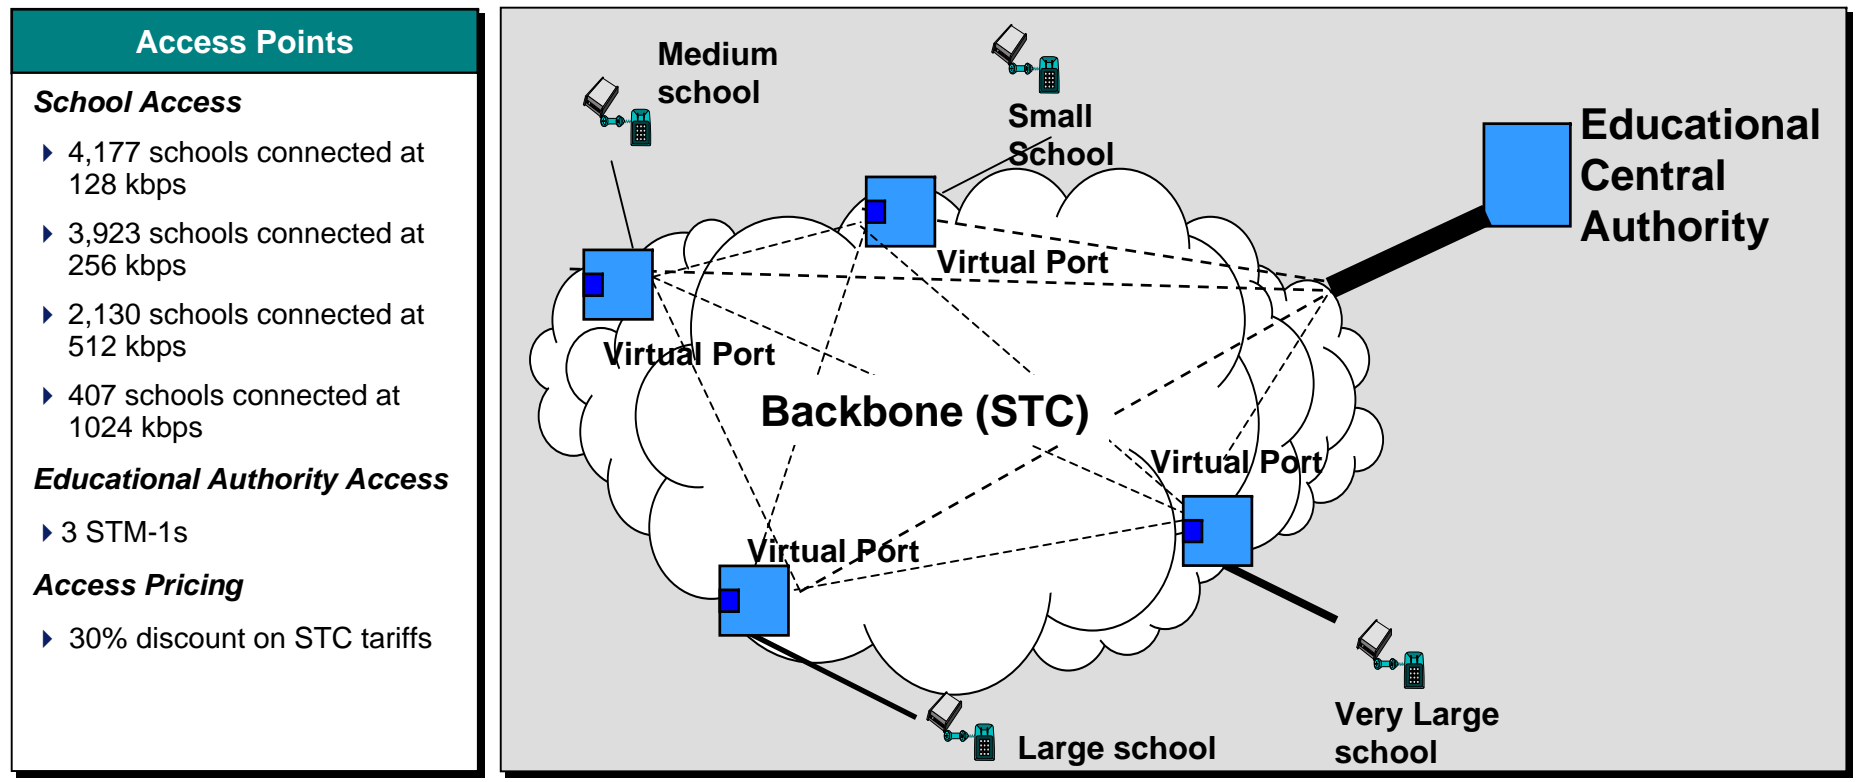 Access Points
School Access
4,177 schools connected at
128 kbps
3,923 schools connected at
256 kbps
2,130 schools connected at
512 kbps
407 schools connected at
1024 kbps
Educational Authority Access
3 STM-1s
Access Pricing
30% discount on STC tariffs
Medium
school
Small
School
Educational
Central
Authority
Virtual Port
Virtual Port
Backbone (STC)
Virtual Port
Virtual Port
Very Large
school
Large school